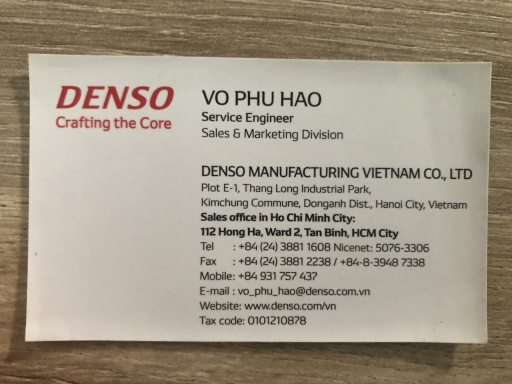 DENSO
Crafting the Core
VO PHU HAO
Service Engineer
Sales & Marketing Division
DENSO MANUFACTURING VIETNAM CO., LTD
Plot E-1, Thang Long Industrial Park,
Kimchung Commune, Donganh Dist., Hanoi City, Vietnam
Sales office in Ho Chi Minh City:
112 Hong Ha, Ward 2, Tan Binh, HCM City
Tel : +84 (24) 3881 1608 Nicenet: 5076-3306
Fax : +84 (24) 3881 2238 / +84-8-3948 7338
Mobile: +84 931 757 437
E-mail : vo_phu_hao@denso.com.vn
Website: www.denso.com/vn
Tax code: 0101210878